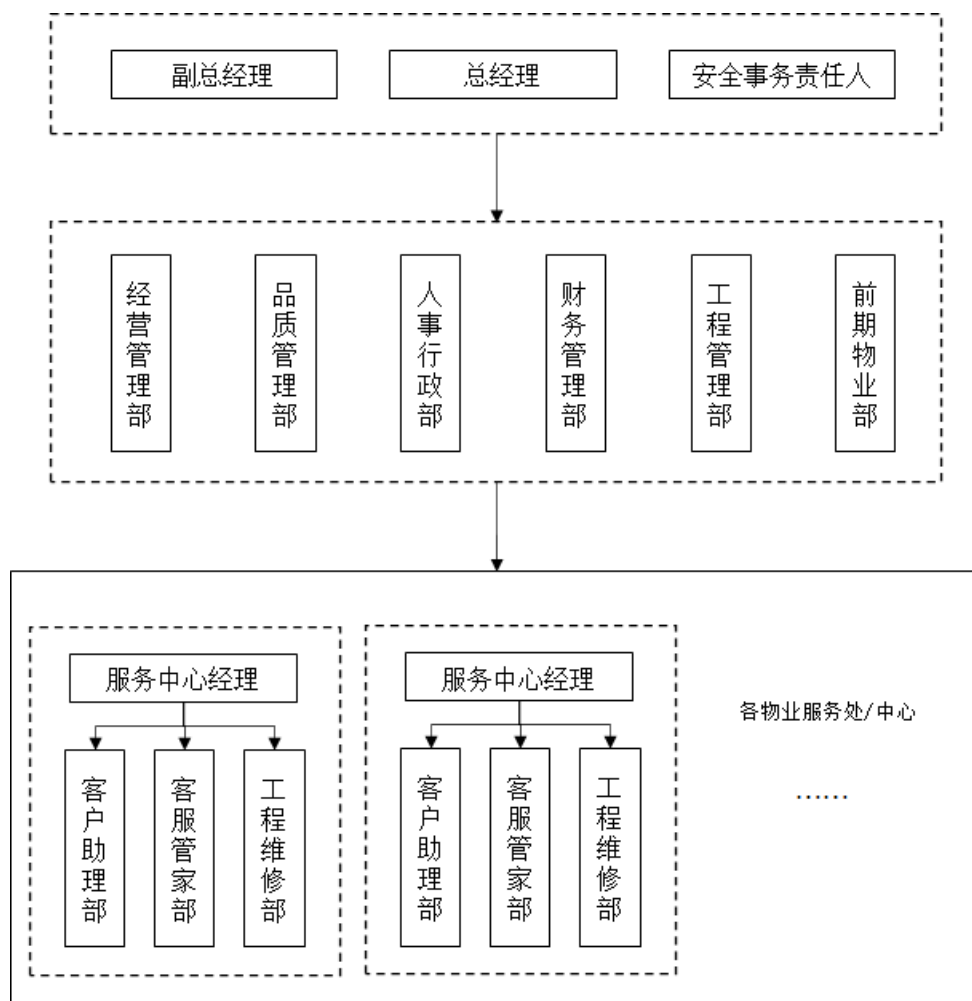 副总经理
总经理
安全事务责任人
经营管理部
品质管理部
人事行政部
财务管理部
工程管理部
前期物业部
服务中心经理
客户助理部
客服管家部
工程维修部
服务中心经理
客户助理部
客服管家部
工程维修部
各物业服务处/中心
……